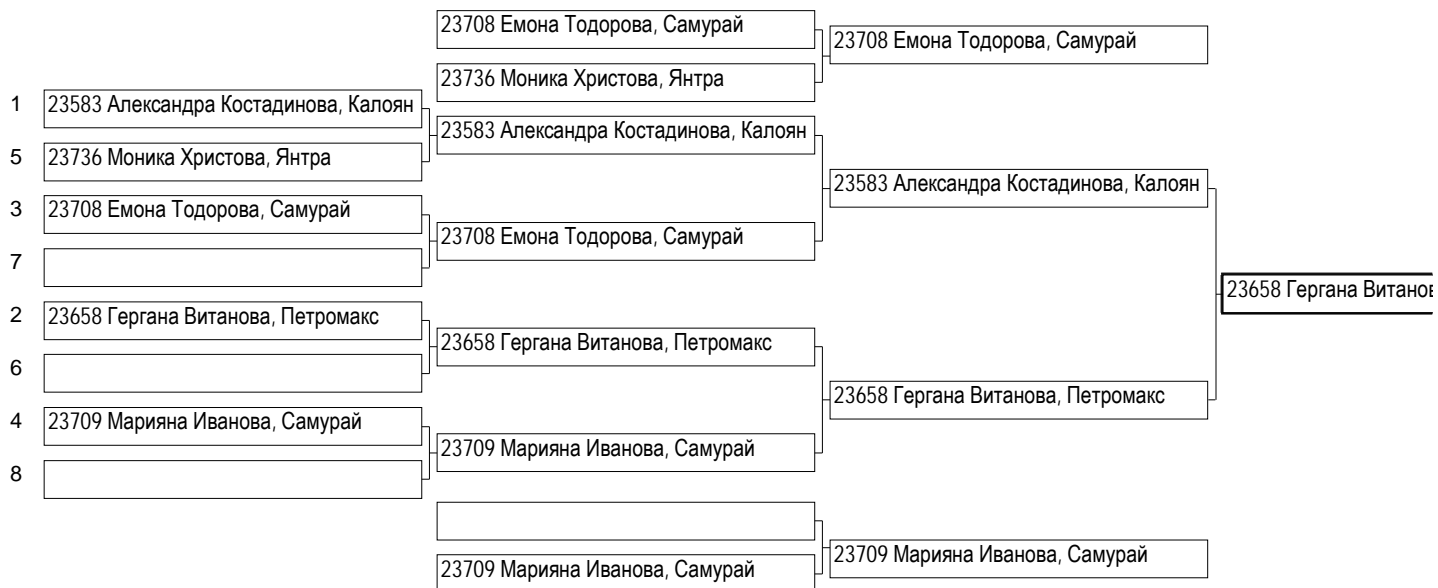 23708 Емона Тодорова, Самурай
23708 Емона Тодорова, Самурай
23736 Моника Христова, Янтра
1 23583 Александра Костадинова, Калоян
23583 Александра Костадинова, Калоян
5 23736 Моника Христова, Янтра
23583 Александра Костадинова, Калоян
3 23708 Емона Тодорова, Самурай
23708 Емона Тодорова, Самурай
7
23658 Гергана Витанов
2 23658 Гергана Витанова, Петромакс
23658 Гергана Витанова, Петромакс
6
23658 Гергана Витанова, Петромакс
4 23709 Марияна Иванова, Самурай
23709 Марияна Иванова, Самурай
8
23709 Марияна Иванова, Самурай
23709 Марияна Иванова, Самурай